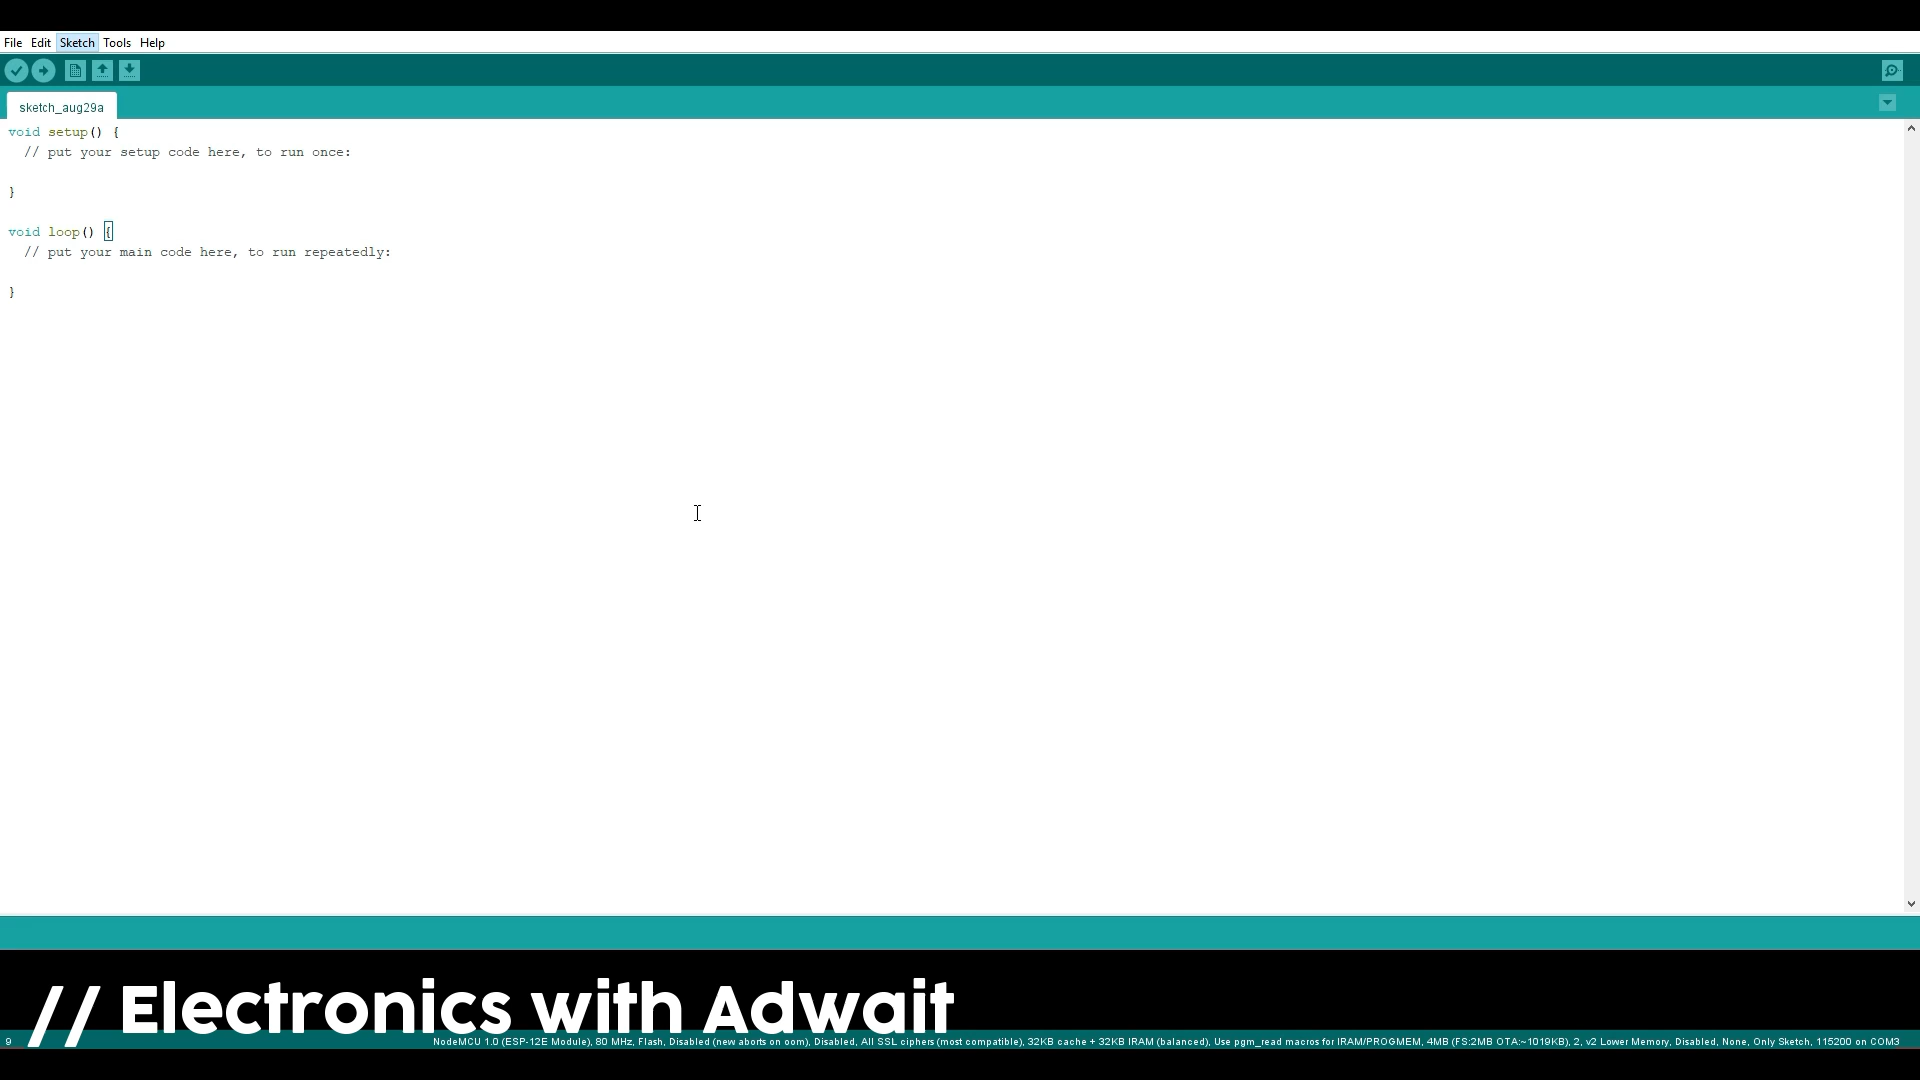 File Edit Sketch Tools Help
sketch_aug29a
void setup() {
  // put your setup code here, to run once:
}
void loop() {
  // put your main code here, to run repeatedly:
}
// Electronics with Adwait
9 NodeMCU 1.0 (ESP-12E Module), 80 MHz, Flash, Disabled (new aborts on oom), Disabled, All SSL ciphers (most compatible), 32KB cache + 32KB IRAM (balanced), Use pgm_read macros for IRAM/PROGMEM, 4MB (FS:2MB OTA:~1019KB), 2, v2 Lower Memory, Disabled, None, Only Sketch, 115200 on COM3